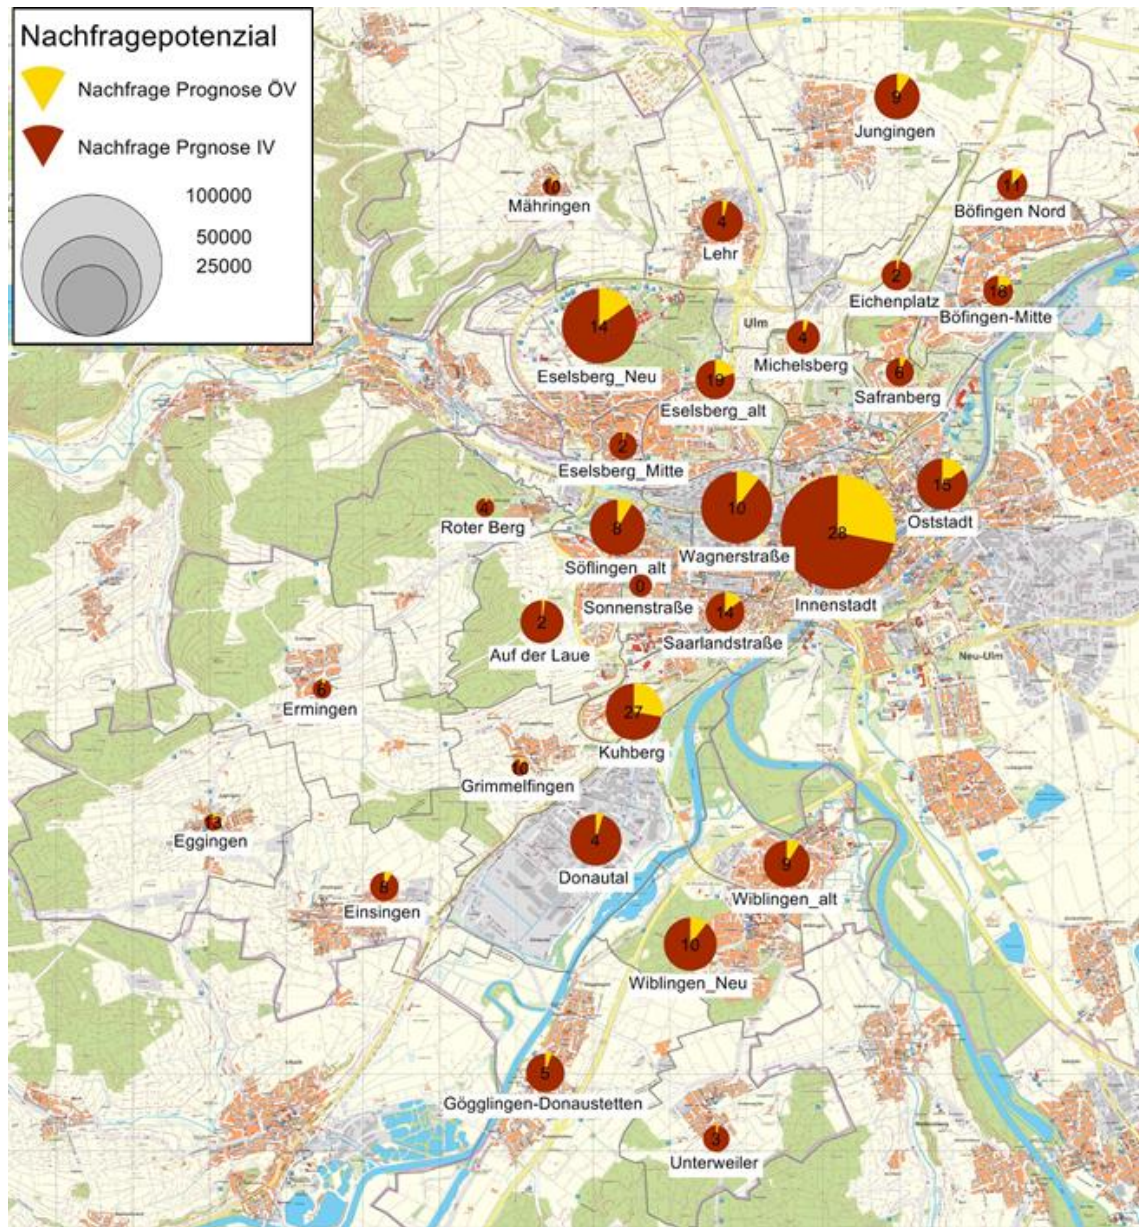 Nachfragepotenzial
Nachfrage Prognose ÖV
Nachfrage Prgnose IV
100000
50000
25000
9
Jungingen
10
Mähringen
11
Böfingen Nord
4
Lehr
2
Eichenplatz
18
Böfingen-Mitte
14
Eselsberg_Neu
Ulm
4
Michelsberg
6
Safranberg
19
Eselsberg_alt
2
Eselsberg_Mitte
15
Oststadt
4
Roter Berg
8
Söflingen_alt
10
Wagnerstraße
28
Innenstadt
0
Sonnenstraße
14
Saarlandstraße
2
Auf der Laue
Neu-Ulm
6
Ermingen
27
Kuhberg
10
Grimmelfingen
13
Eggingen
4
Donautal
8
Einsingen
9
Wiblingen_alt
10
Wiblingen_Neu
5
Gögglingen-Donaustetten
3
Unterweiler